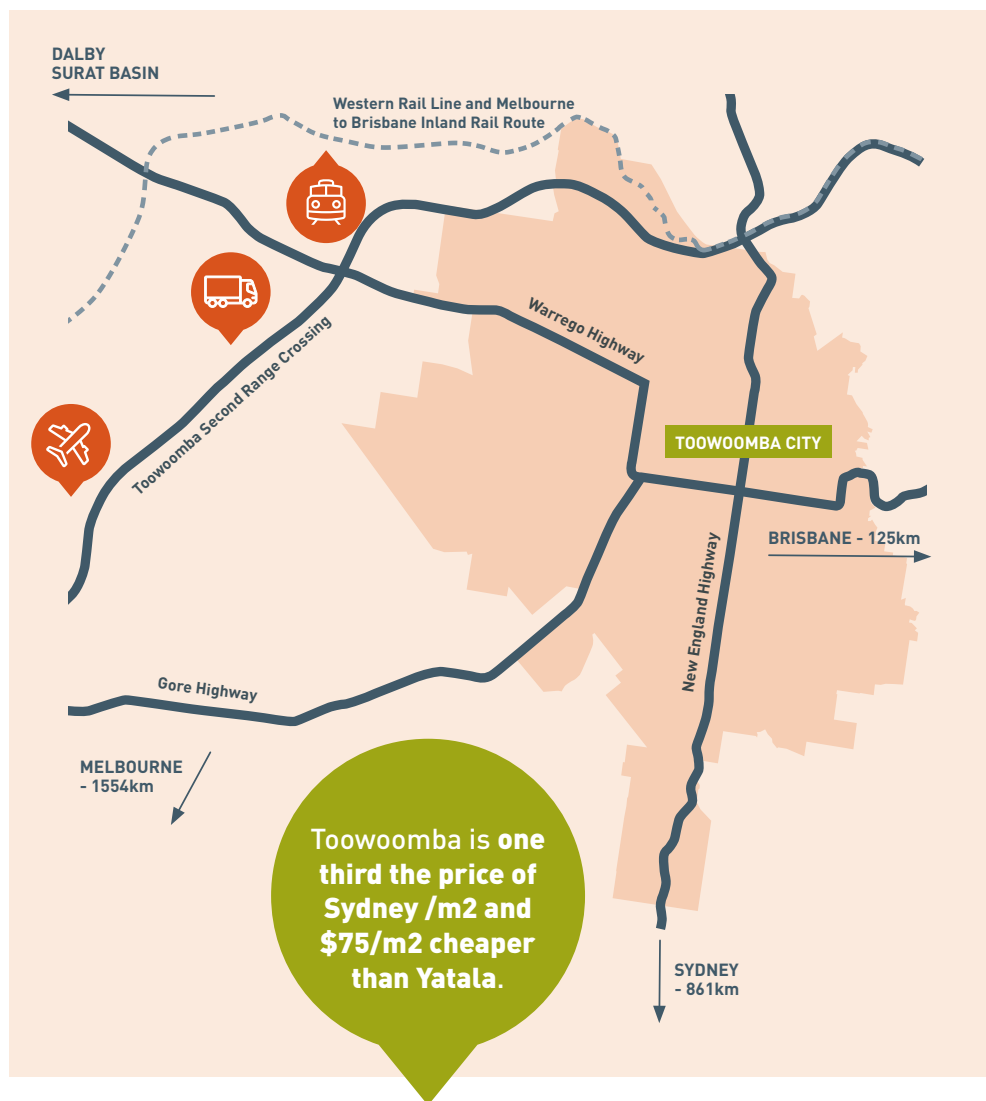 DALBY
SURAT BASIN
Western Rail Line and Melbourne
to Brisbane Inland Rail Route
Warrego Highway
Toowoomba Second Range Crossing
TOOWOOMBA CITY
BRISBANE - 125km
New England Highway
Gore Highway
MELBOURNE
- 1554km
Toowoomba is one
third the price of
Sydney /m2 and
$75/m2 cheaper
than Yatala.
SYDNEY
- 861km